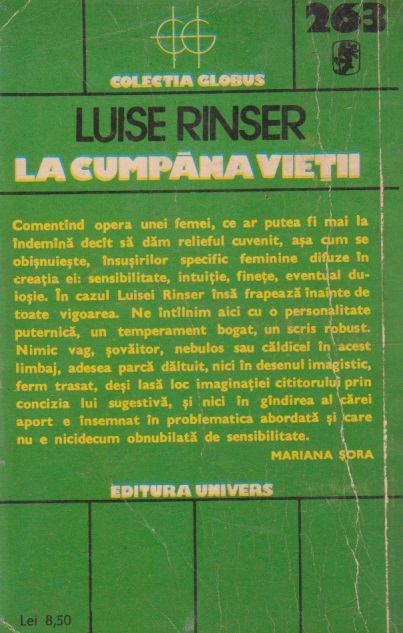 263
COLECTIA GLOBUS
LUISE RINSER
LA CUMPĂNA VIEȚII
Comentînd opera unei femei, ce ar putea fi mai la
îndemînă decît să dăm relieful cuvenit, așa cum se
obișnuiește, însușirilor specific feminine difuze în
creația ei: sensibilitate, intuiție, finețe, eventual du-
ioșie. În cazul Luisei Rinser însă frapează înainte de
toate vigoarea. Ne întîlnim aici cu o personalitate
puternică, un temperament bogat, un scris robust.
Nimic vag, șovăitor, nebulos sau căldicel în acest
limbaj, adesea parcă dăltuit, nici în desenul imagistic,
ferm trasat, deși lasă loc imaginației cititorului prin
concizia lui sugestivă, și nici în gîndirea al cărei
aport e însemnat în problematica abordată și care
nu e nicidecum obnubilată de sensibilitate.
MARIANA ȘORA
EDITURA UNIVERS
Lei 8,50